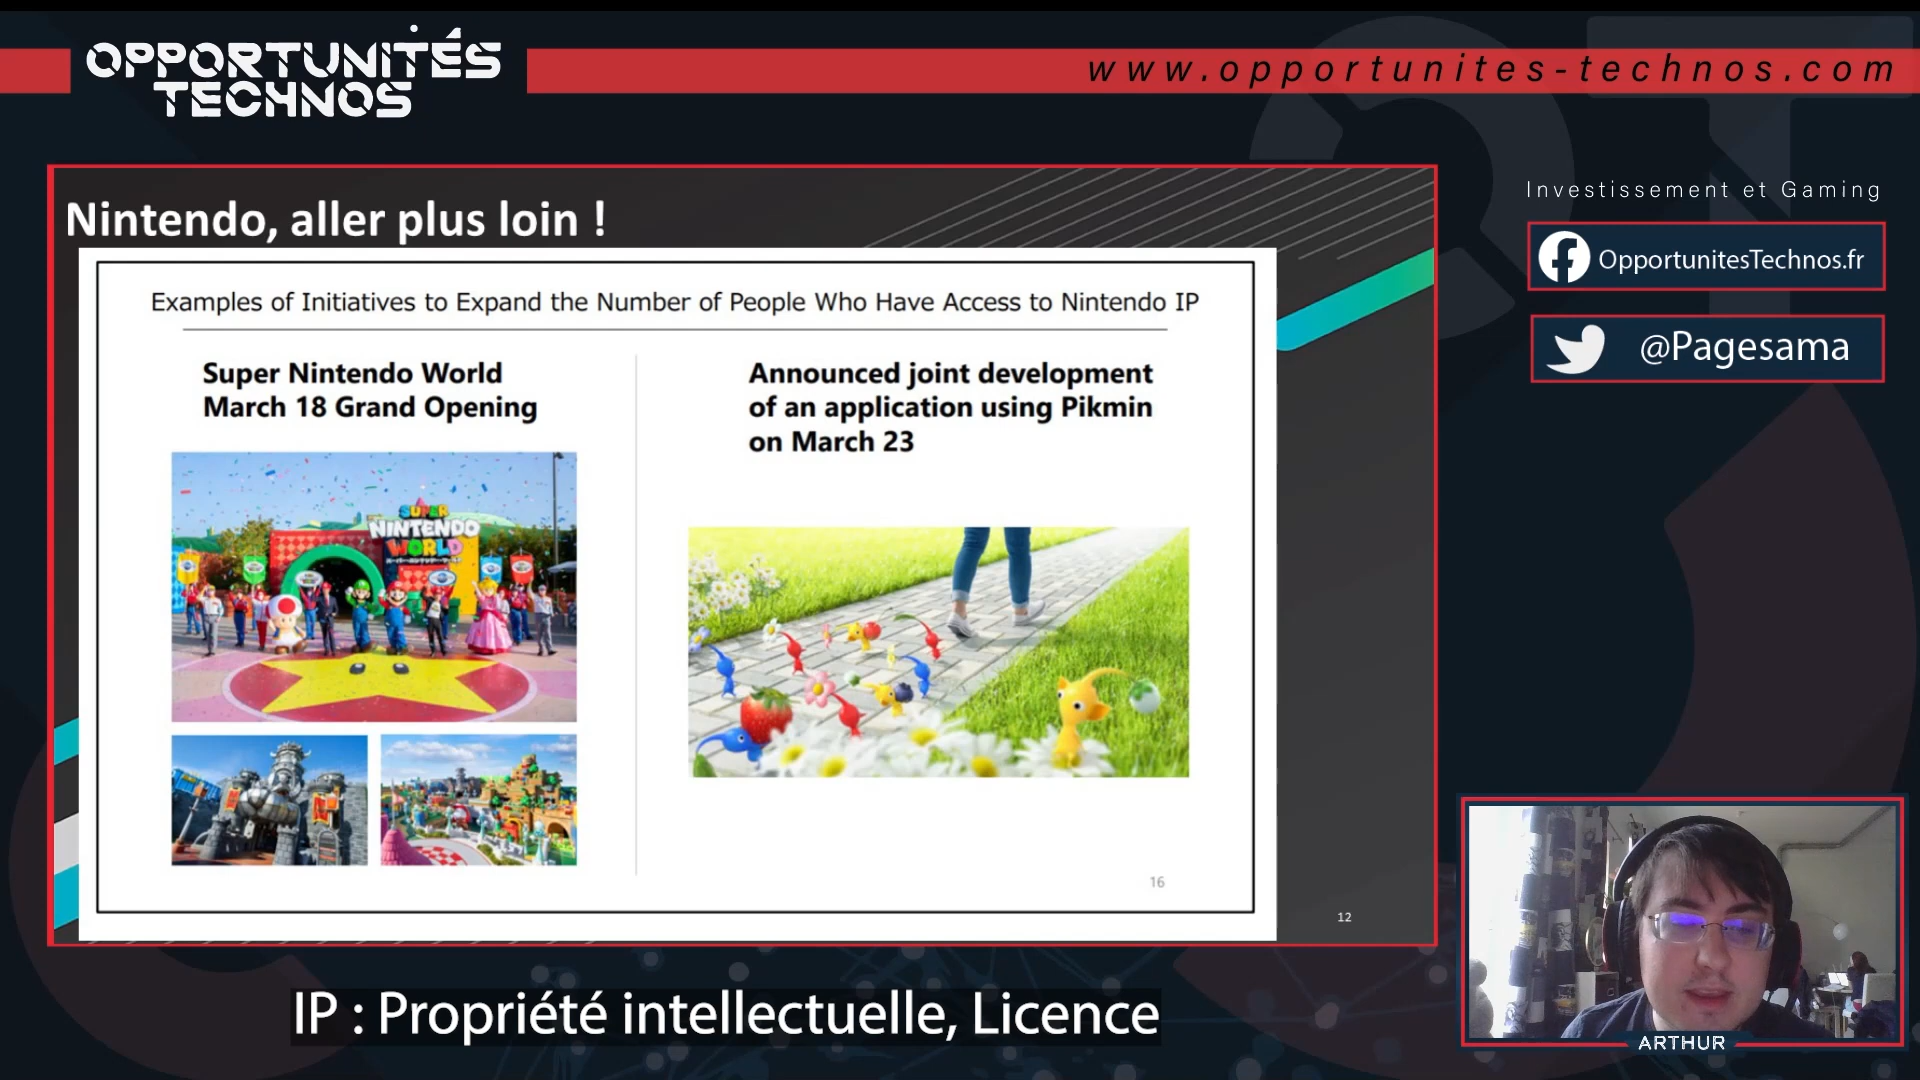 OPPORTUNITÉS
TECHNOS
www.opportunites-technos.com
Investissement et Gaming
OpportunitesTechnos.fr
@Pagesama
Nintendo, aller plus loin !
Examples of Initiatives to Expand the Number of People Who Have Access to Nintendo IP
Super Nintendo World
March 18 Grand Opening
Announced joint development
of an application using Pikmin
on March 23
SUPER
NINTENDO
WORLD
16
12
IP : Propriété intellectuelle, Licence
ARTHUR